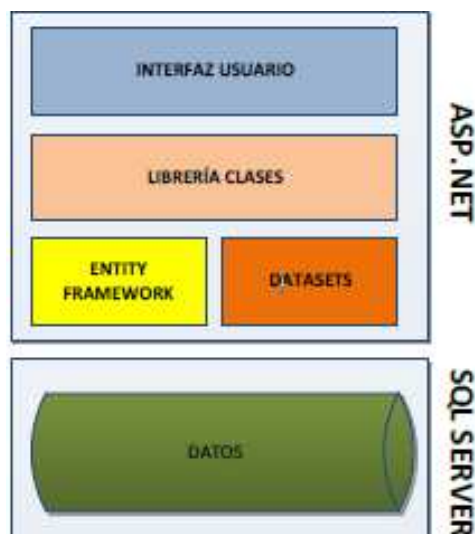 INTERFAZ USUARIO
LIBRERÍA CLASES
ENTITY
FRAMEWORK
DATASETS
ASP.NET
DATOS
SQL SERVER